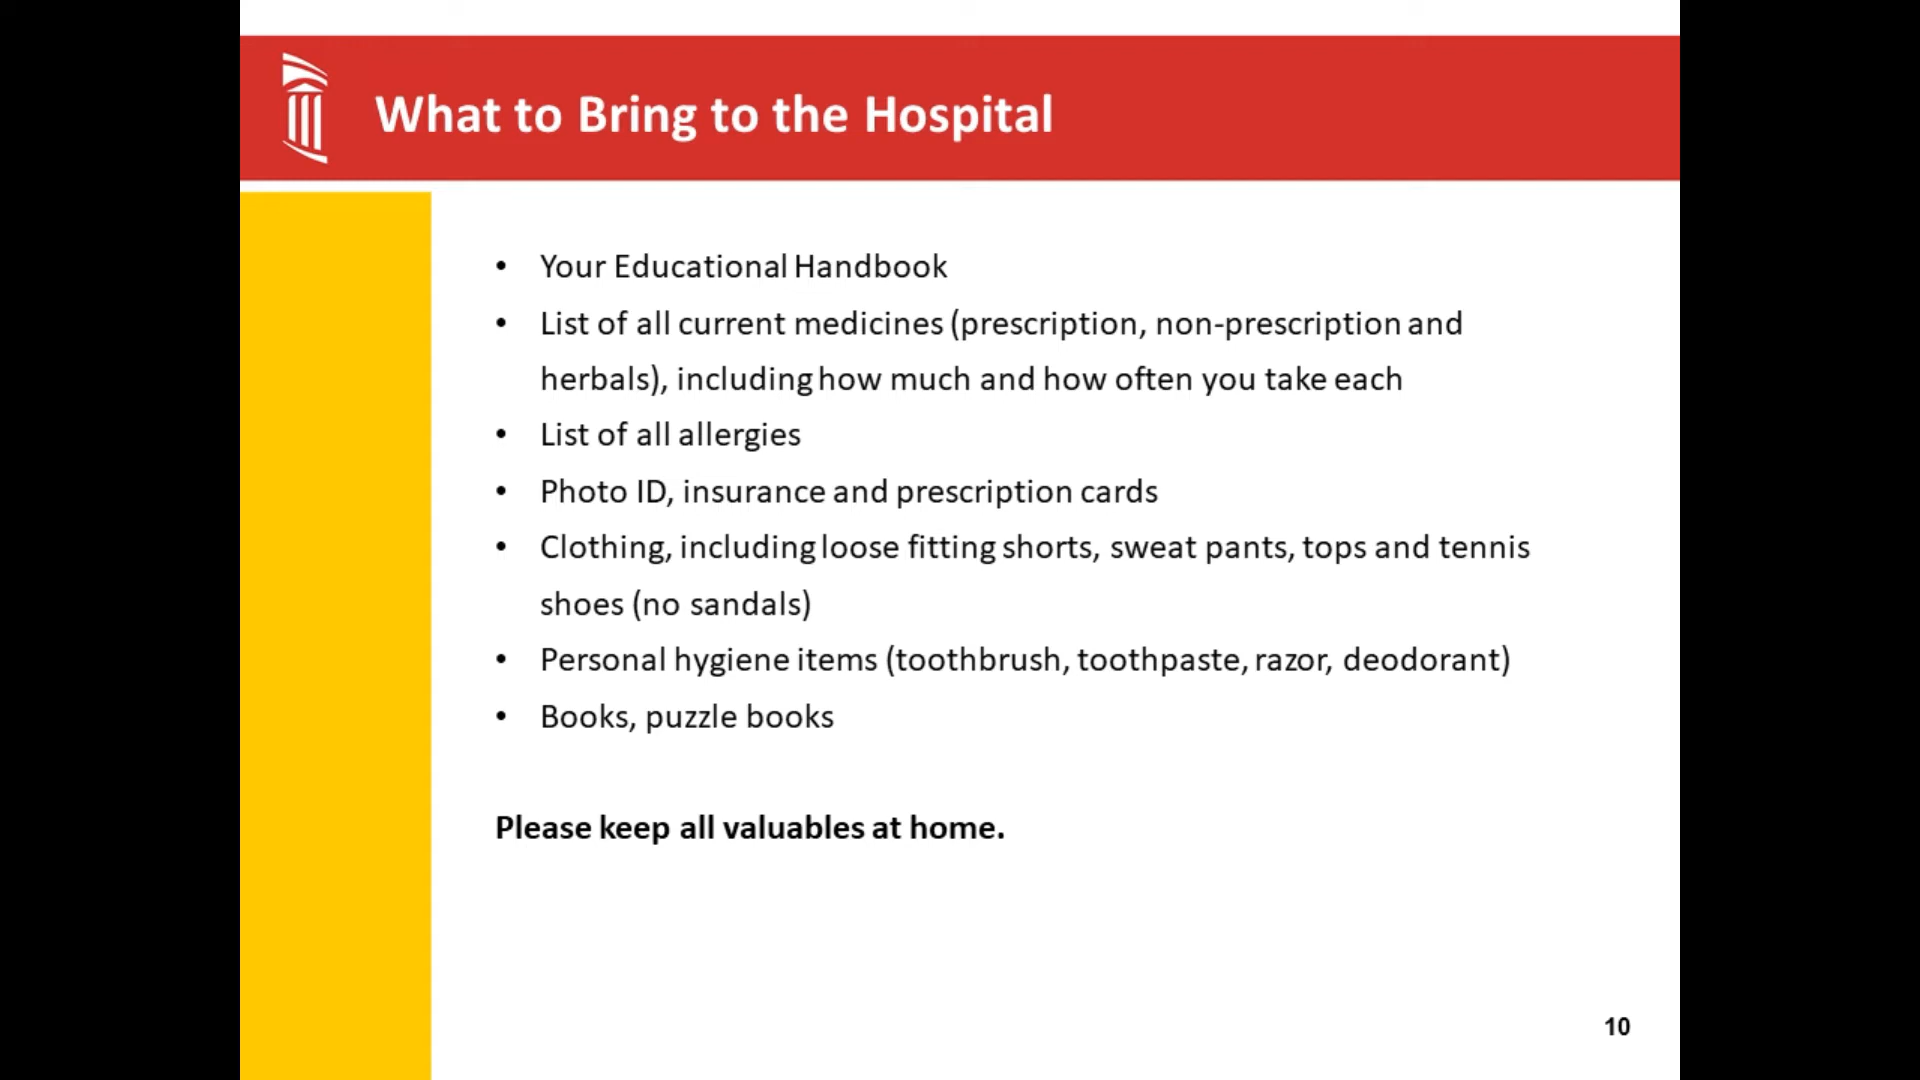 What to Bring to the Hospital
• Your Educational Handbook
• List of all current medicines (prescription, non-prescription and
herbals), including how much and how often you take each
• List of all allergies
• Photo ID, insurance and prescription cards
• Clothing, including loose fitting shorts, sweat pants, tops and tennis
shoes (no sandals)
• Personal hygiene items (toothbrush, toothpaste, razor, deodorant)
• Books, puzzle books
Please keep all valuables at home.
10